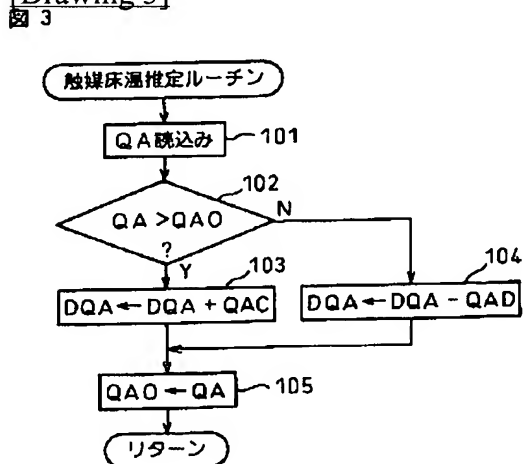 [Drawing 3]
図 3
触媒床温推定ルーチン
QA読込み
101
102
QA>QAO
?
N
Y
103
DQA←DQA+QAC
104
DQA←DQA-QAD
QAO←QA
105
リターン